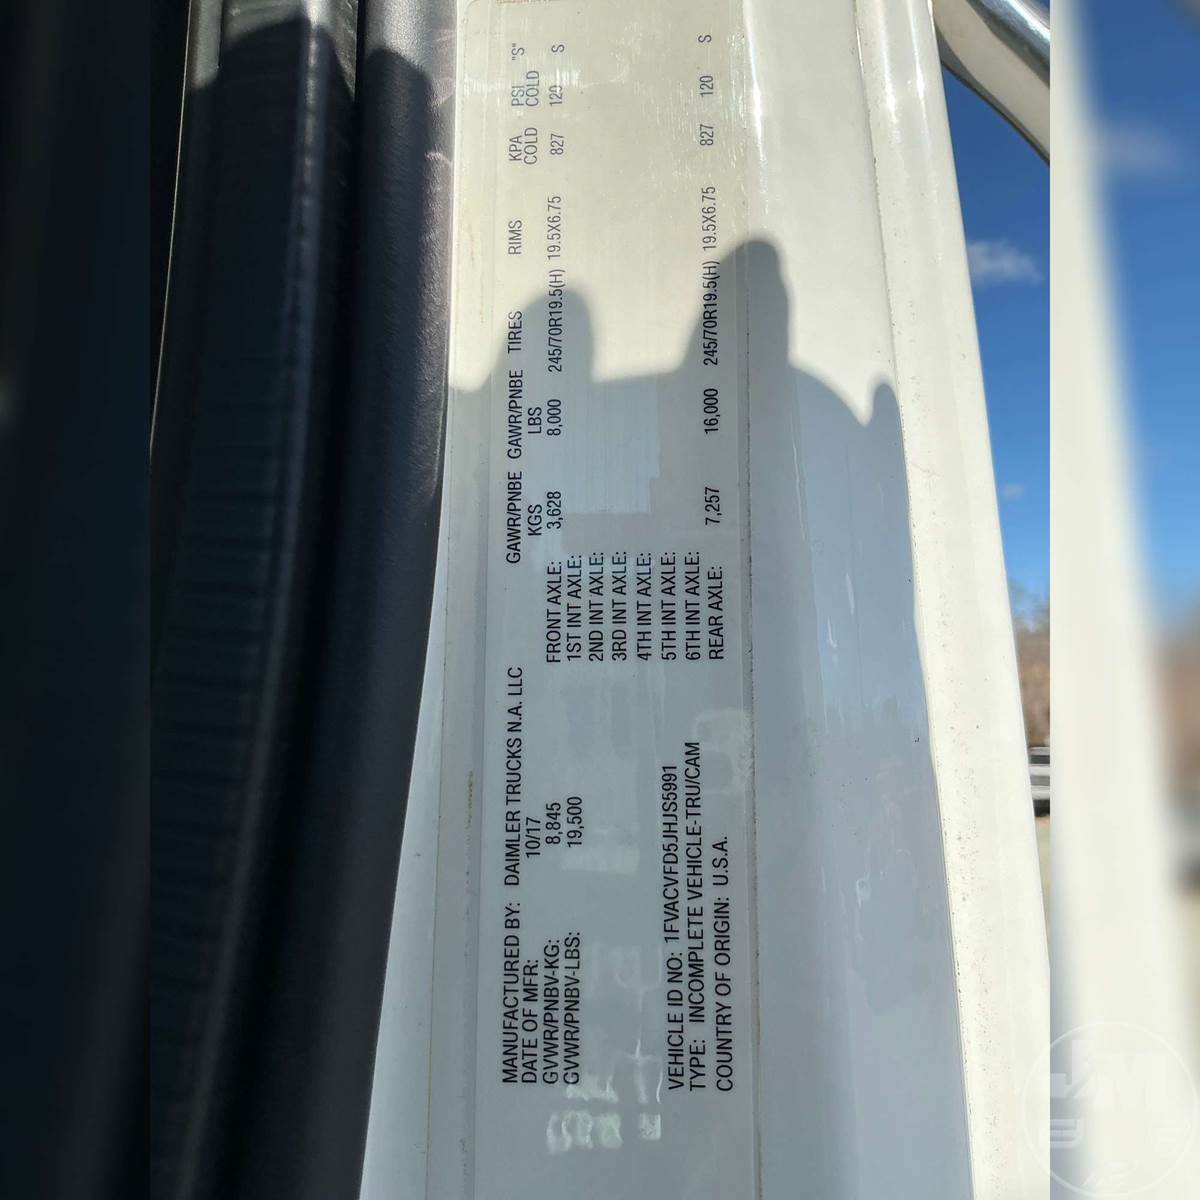 MANUFACTURED BY: DAIMLER TRUCKS N.A. LLC
DATE OF MFR: 10/17
GVWR/PNBV-KG: 8,845
GVWR/PNBV-LBS: 19,500
VEHICLE ID NO: 1FVACVFD5JHJS5991
TYPE: INCOMPLETE VEHICLE-TRU/CAM
COUNTRY OF ORIGIN: U.S.A.
GAWR/PNBE GAWR/PNBE TIRES RIMS KPA PSI "S"
KGS LBS COLD COLD
FRONT AXLE: 3,628 8,000 245/70R19.5(H) 19.5X6.75 827 120 S
1ST INT AXLE:
2ND INT AXLE:
3RD INT AXLE:
4TH INT AXLE:
5TH INT AXLE:
6TH INT AXLE:
REAR AXLE: 7,257 16,000 245/70R19.5(H) 19.5X6.75 827 120 S